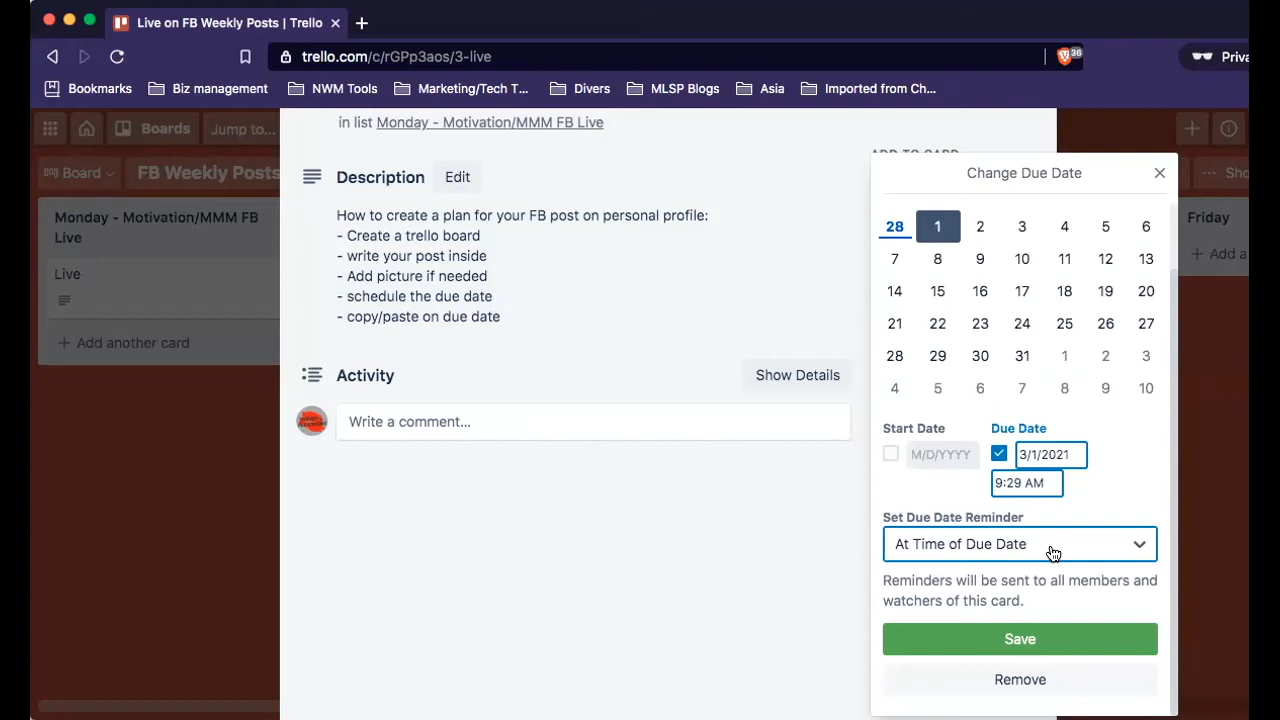 Live on FB Weekly Posts | Trello
trello.com/c/rGPp3aos/3-live
36
Priva
Bookmarks
Biz management
NWM Tools
Marketing/Tech T...
Divers
MLSP Blogs
Asia
Imported from Ch...
Boards
Jump to...
in list Monday - Motivation/MMM FB Live
ADD TO CARD
Board
FB Weekly Posts
Change Due Date
Sho
Description
Edit
Monday - Motivation/MMM FB
Live
Friday
+ Add a
Live
+ Add another card
How to create a plan for your FB post on personal profile:
- Create a trello board
- write your post inside
- Add picture if needed
- schedule the due date
- copy/paste on due date
Activity
Show Details
Write a comment...
28 1 2 3 4 5 6
7 8 9 10 11 12 13
14 15 16 17 18 19 20
21 22 23 24 25 26 27
28 29 30 31 1 2 3
4 5 6 7 8 9 10
Start Date
Due Date
M/D/YYYY
3/1/2021
9:29 AM
Set Due Date Reminder
At Time of Due Date
Reminders will be sent to all members and
watchers of this card.
Save
Remove